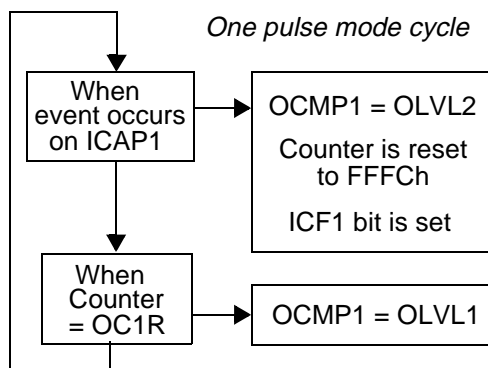 One pulse mode cycle
When
event occurs
on ICAP1
OCMP1 = OLVL2
Counter is reset
to FFFCh
ICF1 bit is set
When
Counter
= OC1R
OCMP1 = OLVL1